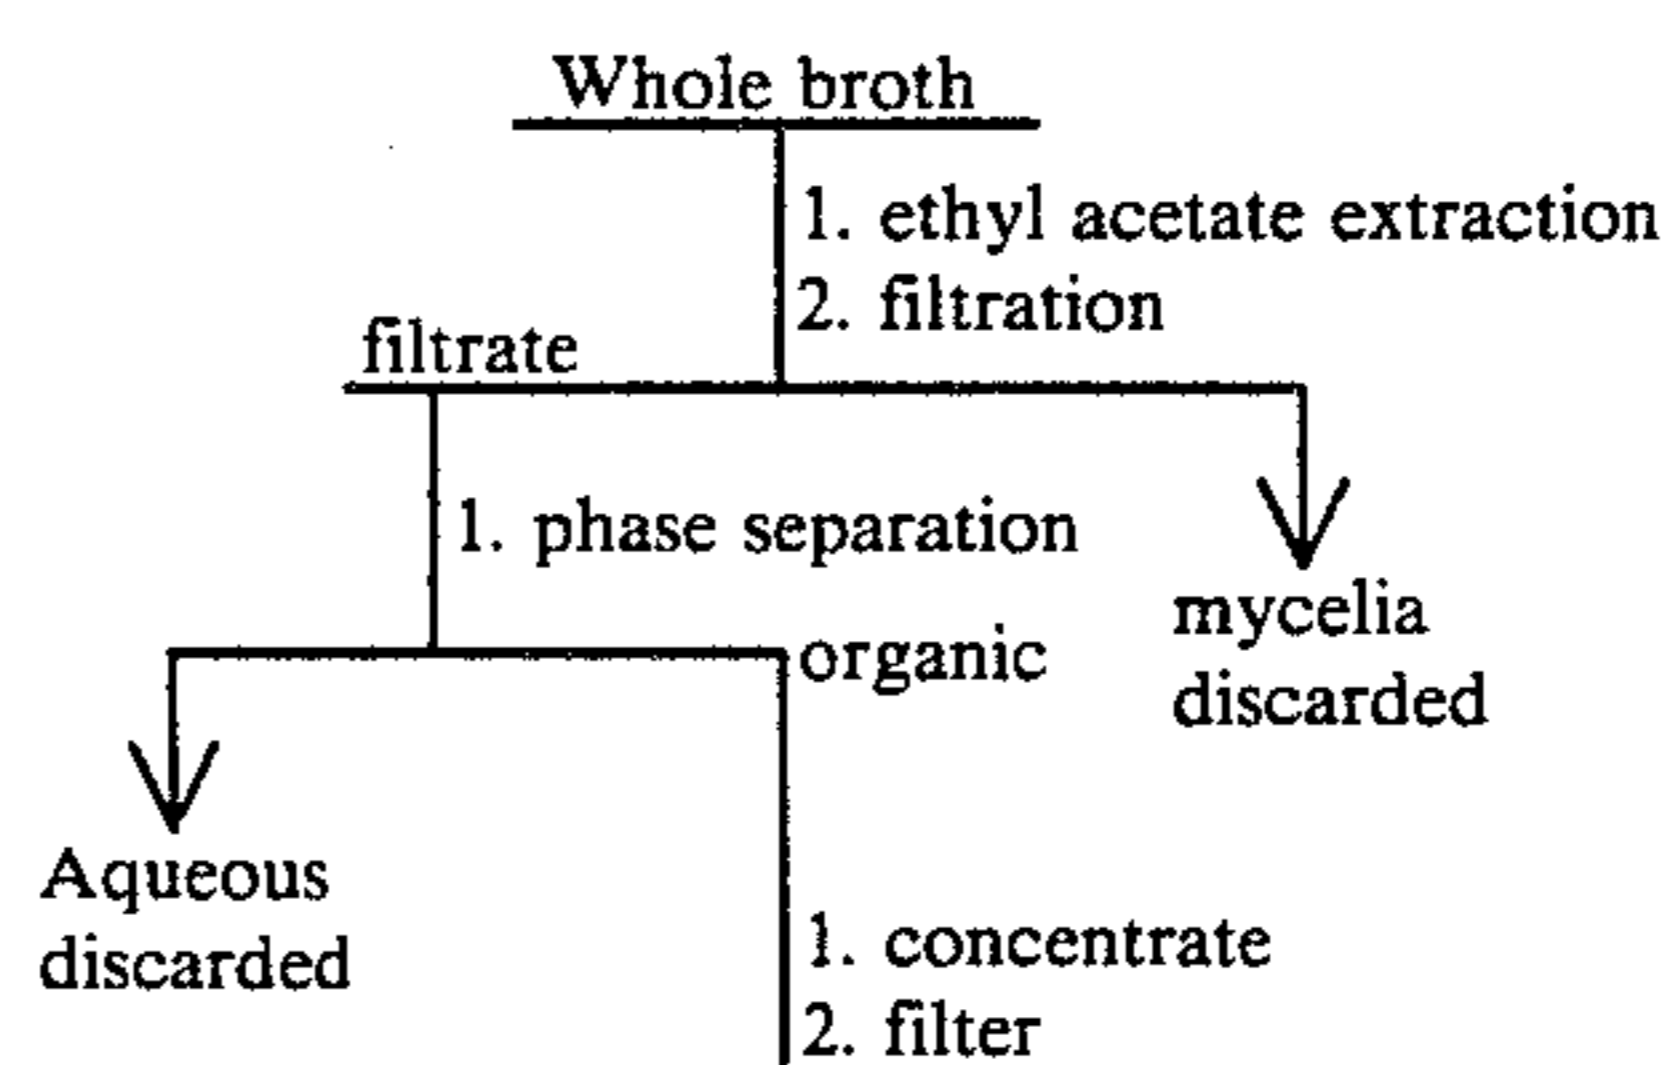 Whole broth
1. ethyl acetate extraction
2. filtration
filtrate
1. phase separation
organic
mycelia
discarded
Aqueous
discarded
1. concentrate
2. filter